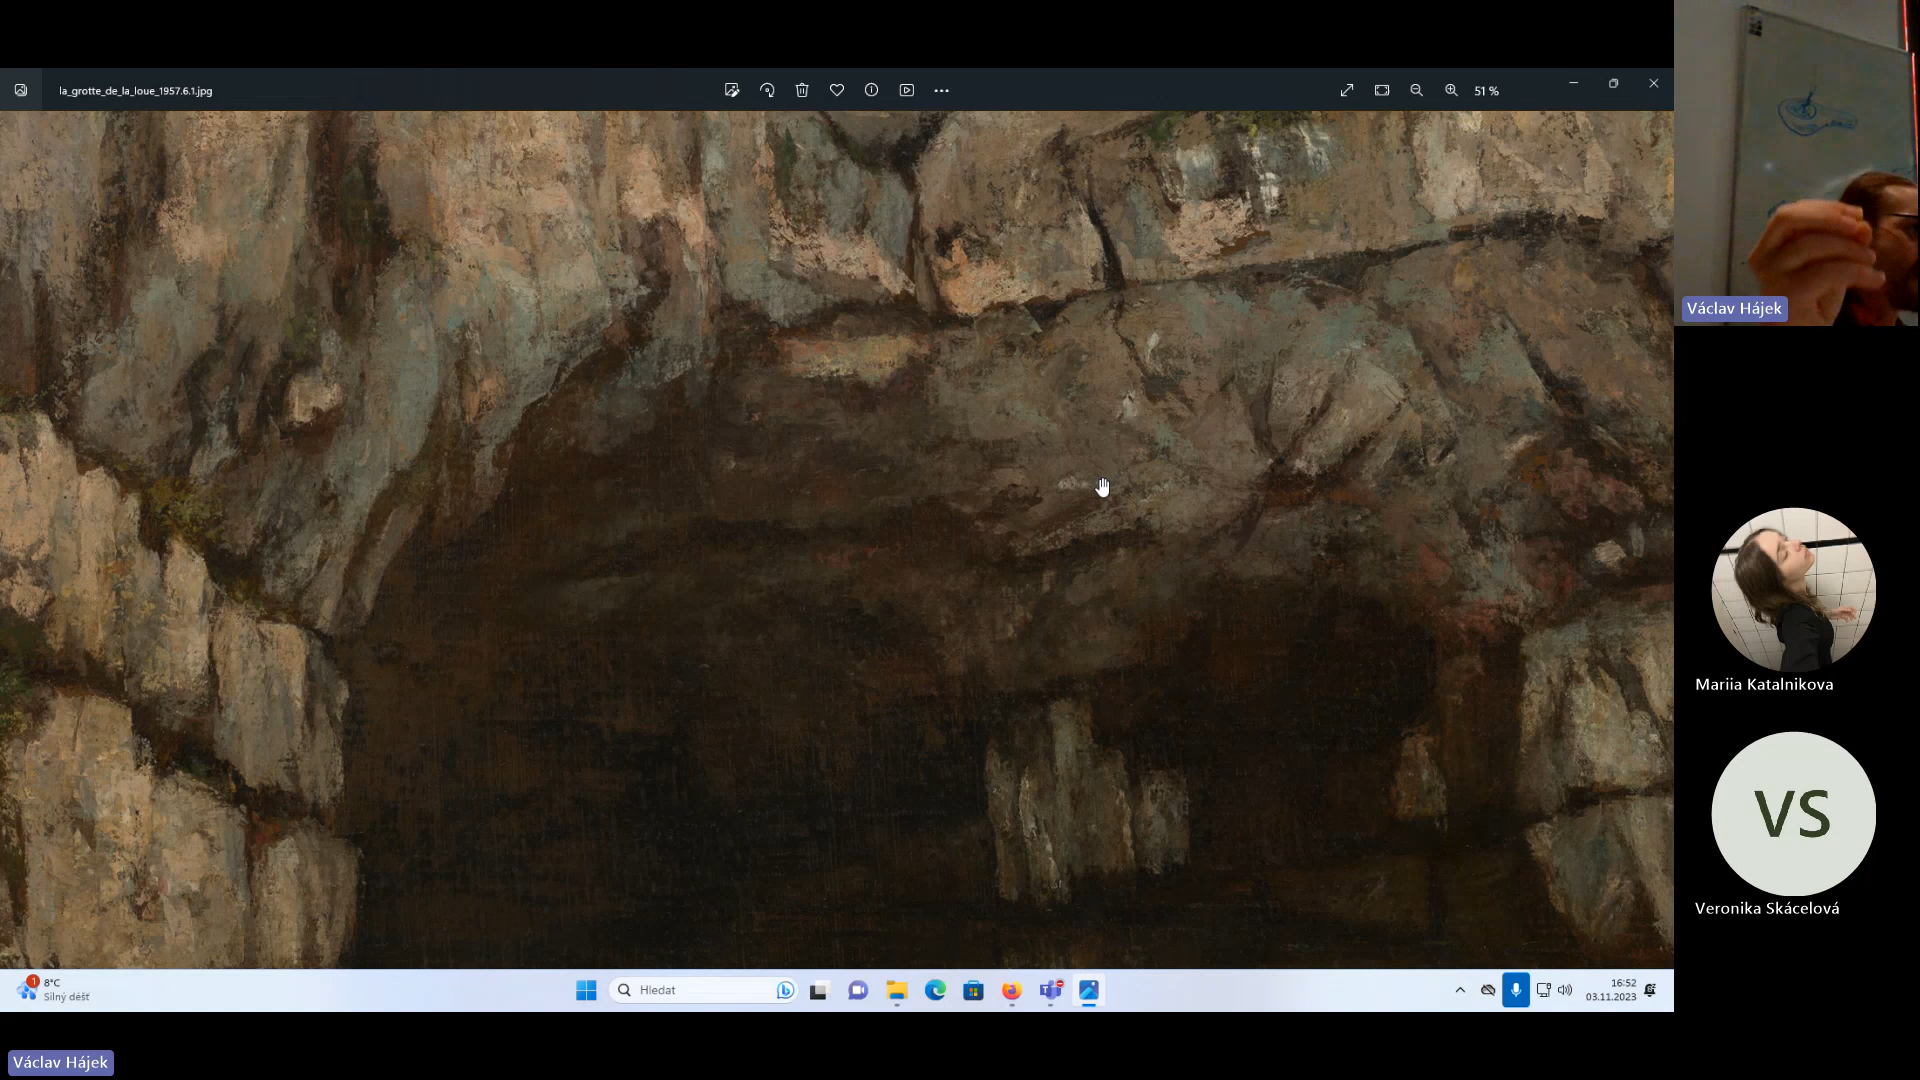 la_grotte_de_la_loue_1957.6.1.jpg
51 %
Václav Hájek
Mariia Katalnikova
VS
Veronika Skácelová
1
8°C
Silný déšť
Hledat
16:52
03.11.2023
Václav Hájek